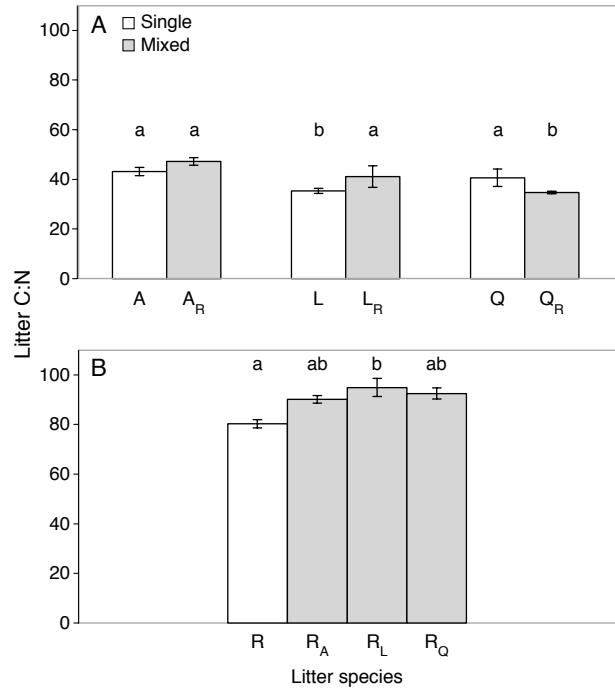 A
Single
Mixed
100
80
60
40
20
0
a a b a a b
A A_R L L_R Q Q_R
Litter C:N
B
100
80
60
40
20
0
a ab b ab
R R_A R_L R_Q
Litter species